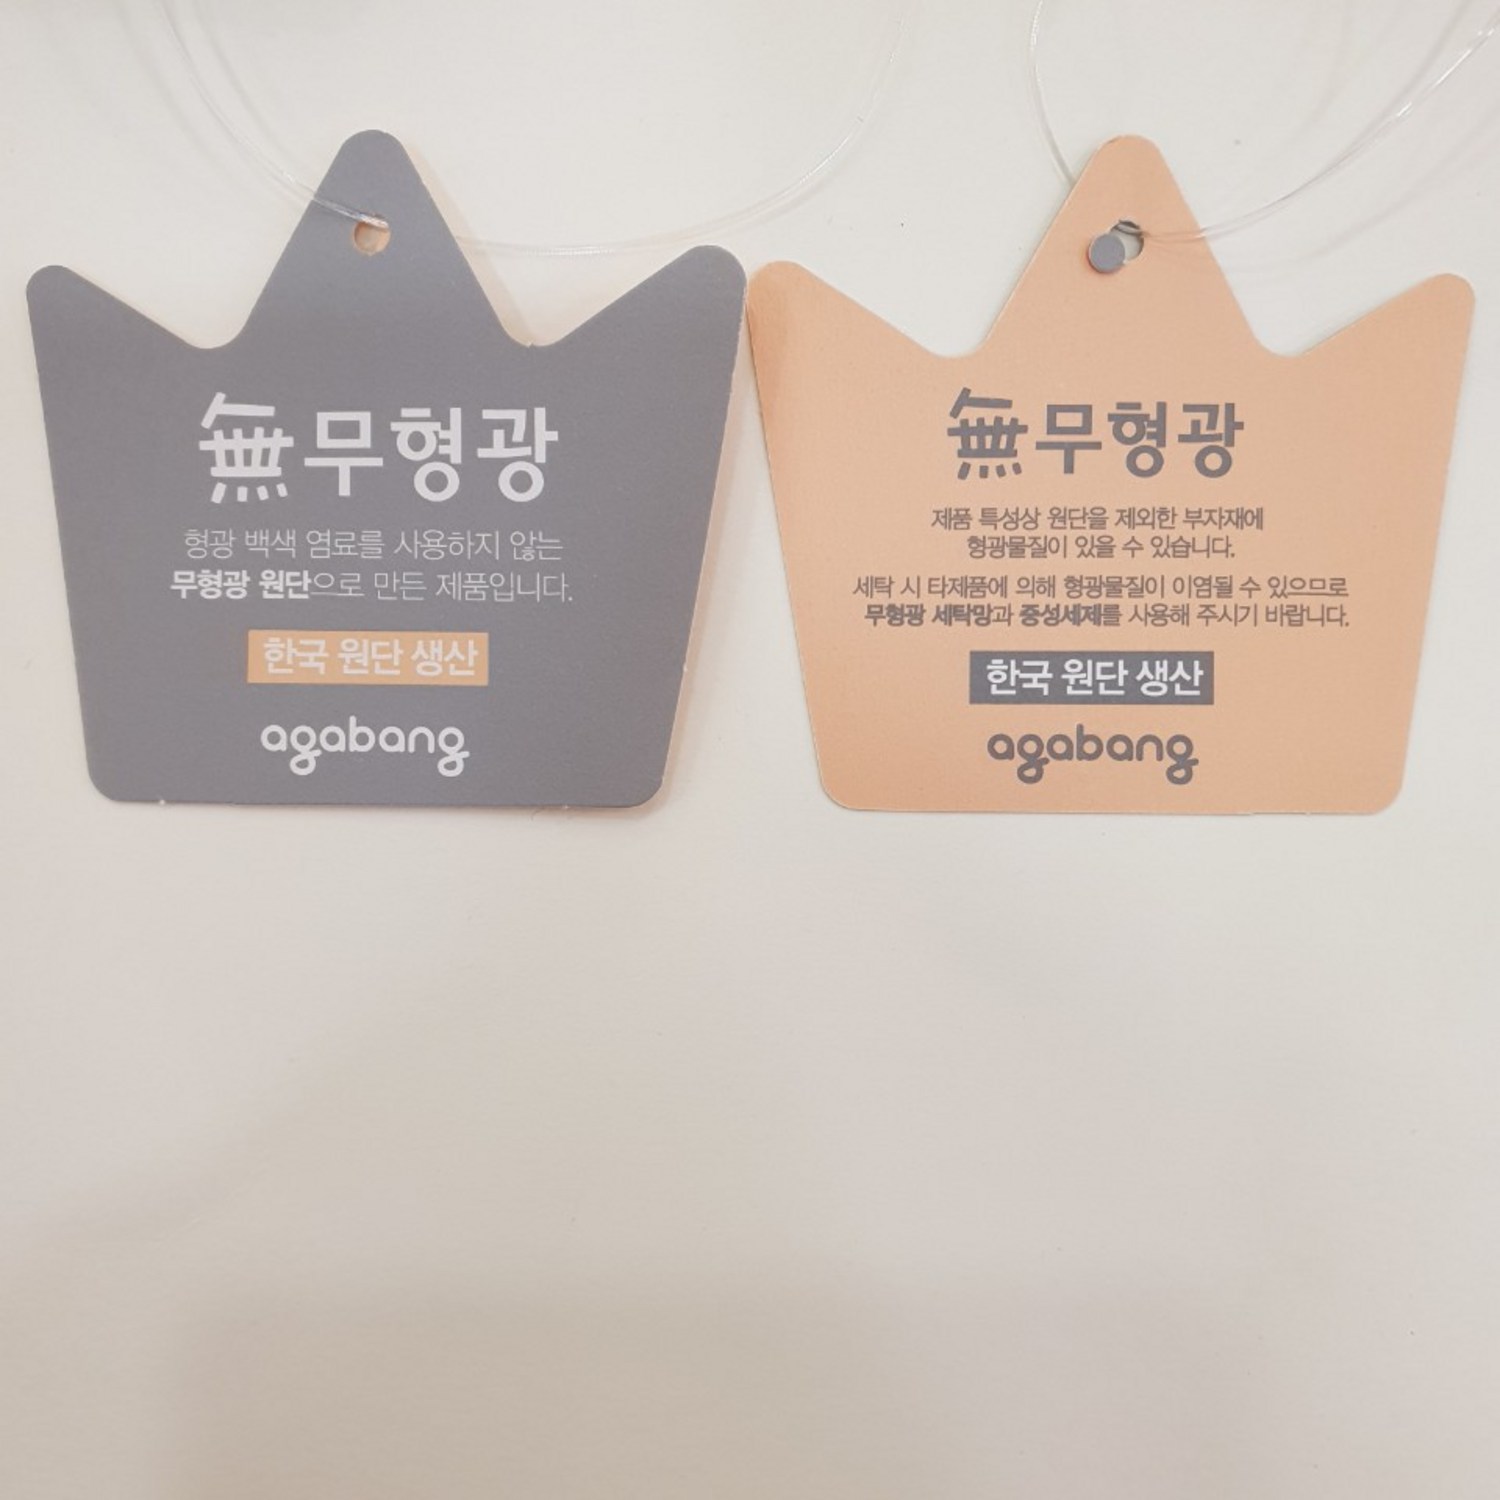 無무형광
형광 백색 염료를 사용하지 않는
무형광 원단으로 만든 제품입니다.
한국 원단 생산
agabang
無무형광
제품 특성상 원단을 제외한 부자재에
형광물질이 있을 수 있습니다.
세탁 시 타제품에 의해 형광물질이 이염될 수 있으므로
무형광 세탁망과 중성세제를 사용해 주시기 바랍니다.
한국 원단 생산
agabang